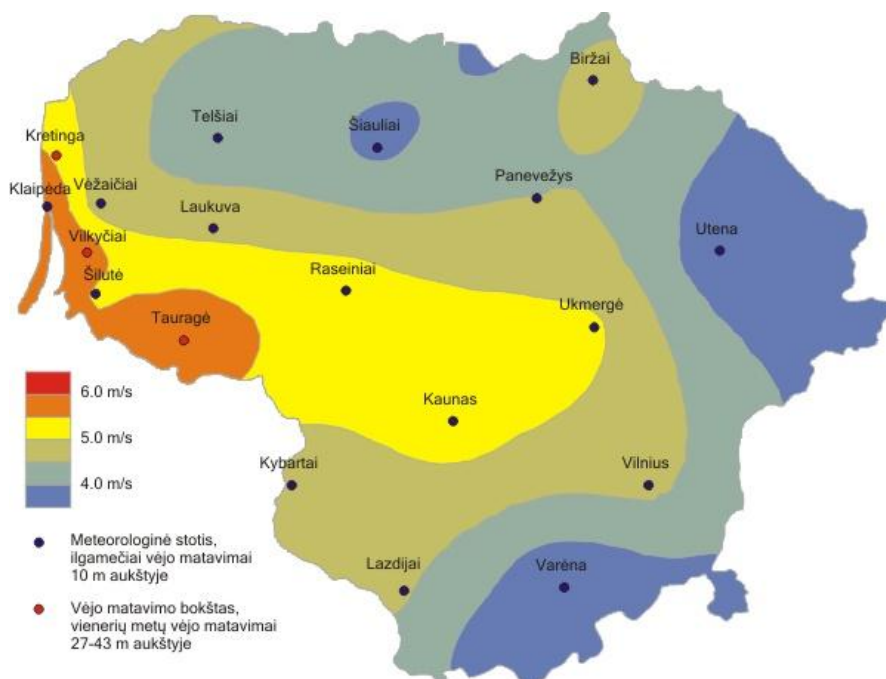 Biržai
Telšiai
Šiauliai
Kretinga
Panevežys
Klaipėda
Vėžaičiai
Laukuva
Utena
Vilkyčiai
Raseiniai
Šilutė
Ukmergė
Tauragė
6.0 m/s
Kaunas
5.0 m/s
Kybartai
Vilnius
4.0 m/s
Meteorologinė stotis,
ilgamečiai vėjo matavimai
10 m aukštyje
Lazdijai
Varėna
Vėjo matavimo bokštas,
vienerių metų vėjo matavimai
27-43 m aukštyje